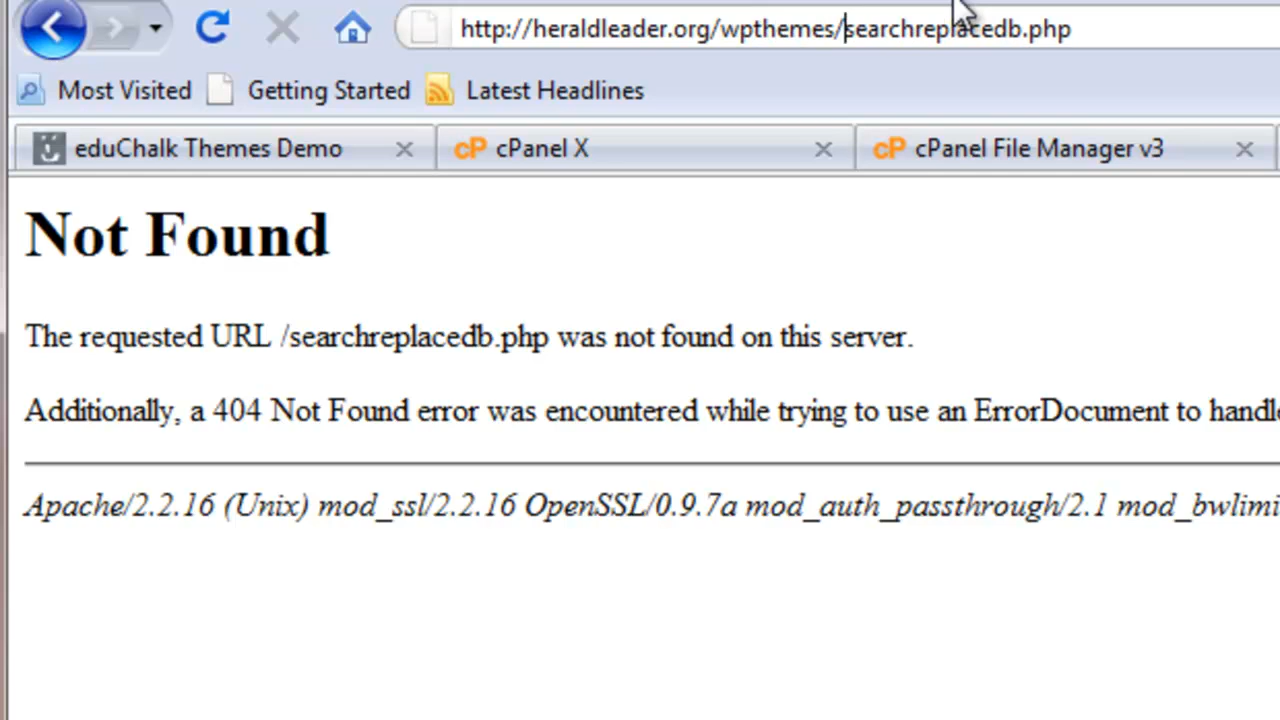 http://heraldleader.org/wpthemes/searchreplacedb.php
Most Visited Getting Started Latest Headlines
eduChalk Themes Demo cP cPanel X cP cPanel File Manager v3
Not Found
The requested URL /searchreplacedb.php was not found on this server.
Additionally, a 404 Not Found error was encountered while trying to use an ErrorDocument to
Apache/2.2.16 (Unix) mod_ssl/2.2.16 OpenSSL/0.9.7a mod_auth_passthrough/2.1